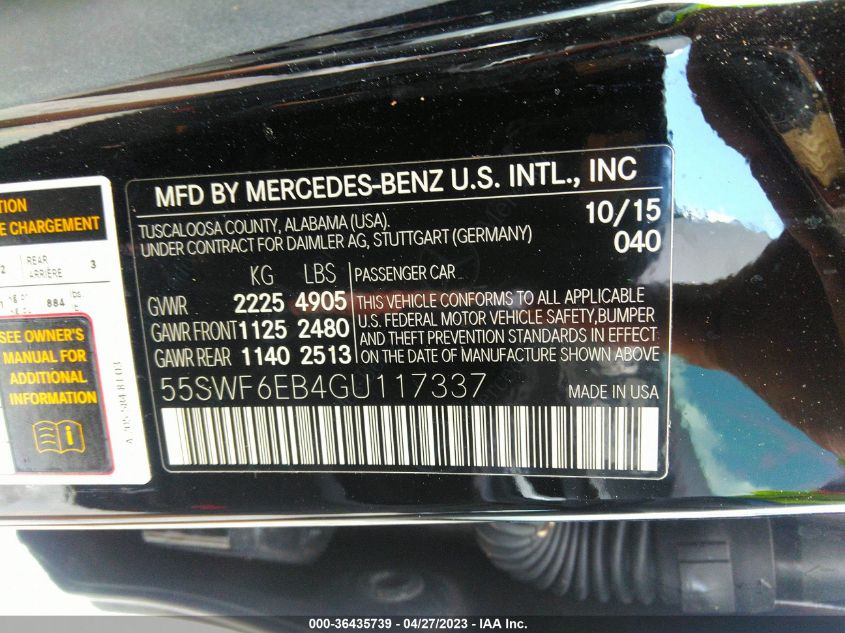 TION
E CHARGEMENT
2 REAR ARRIÈRE 3
884 lbs
SEE OWNER'S
MANUAL FOR
ADDITIONAL
INFORMATION
MFD BY MERCEDES-BENZ U.S. INTL., INC
TUSCALOOSA COUNTY, ALABAMA (USA). 10/15
UNDER CONTRACT FOR DAIMLER AG, STUTTGART (GERMANY) 040
KG LBS PASSENGER CAR
GVWR 2225 4905
GAWR FRONT 1125 2480
GAWR REAR 1140 2513
THIS VEHICLE CONFORMS TO ALL APPLICABLE
U.S. FEDERAL MOTOR VEHICLE SAFETY, BUMPER
AND THEFT PREVENTION STANDARDS IN EFFECT
ON THE DATE OF MANUFACTURE SHOWN ABOVE
55SWF6EB4GU117337 MADE IN USA
000-36435739 - 04/27/2023 - IAA Inc.